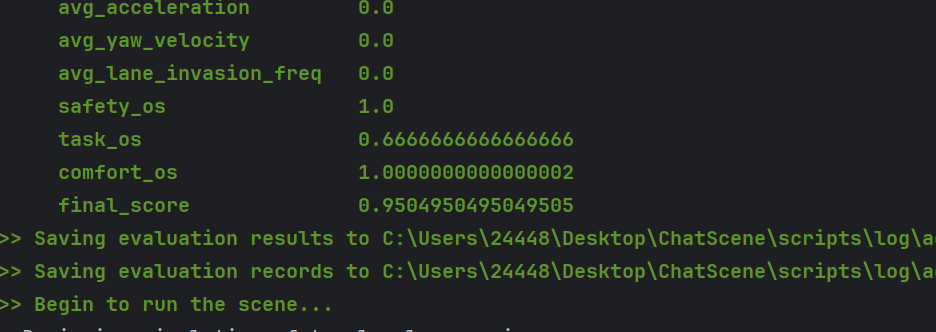 avg_acceleration 0.0
avg_yaw_velocity 0.0
avg_lane_invasion_freq 0.0
safety_os 1.0
task_os 0.6666666666666666
comfort_os 1.0000000000000002
final_score 0.9504950495049505
>> Saving evaluation results to C:\Users\24448\Desktop\ChatScene\scripts\log\a
>> Saving evaluation records to C:\Users\24448\Desktop\ChatScene\scripts\log\a
>> Begin to run the scene...